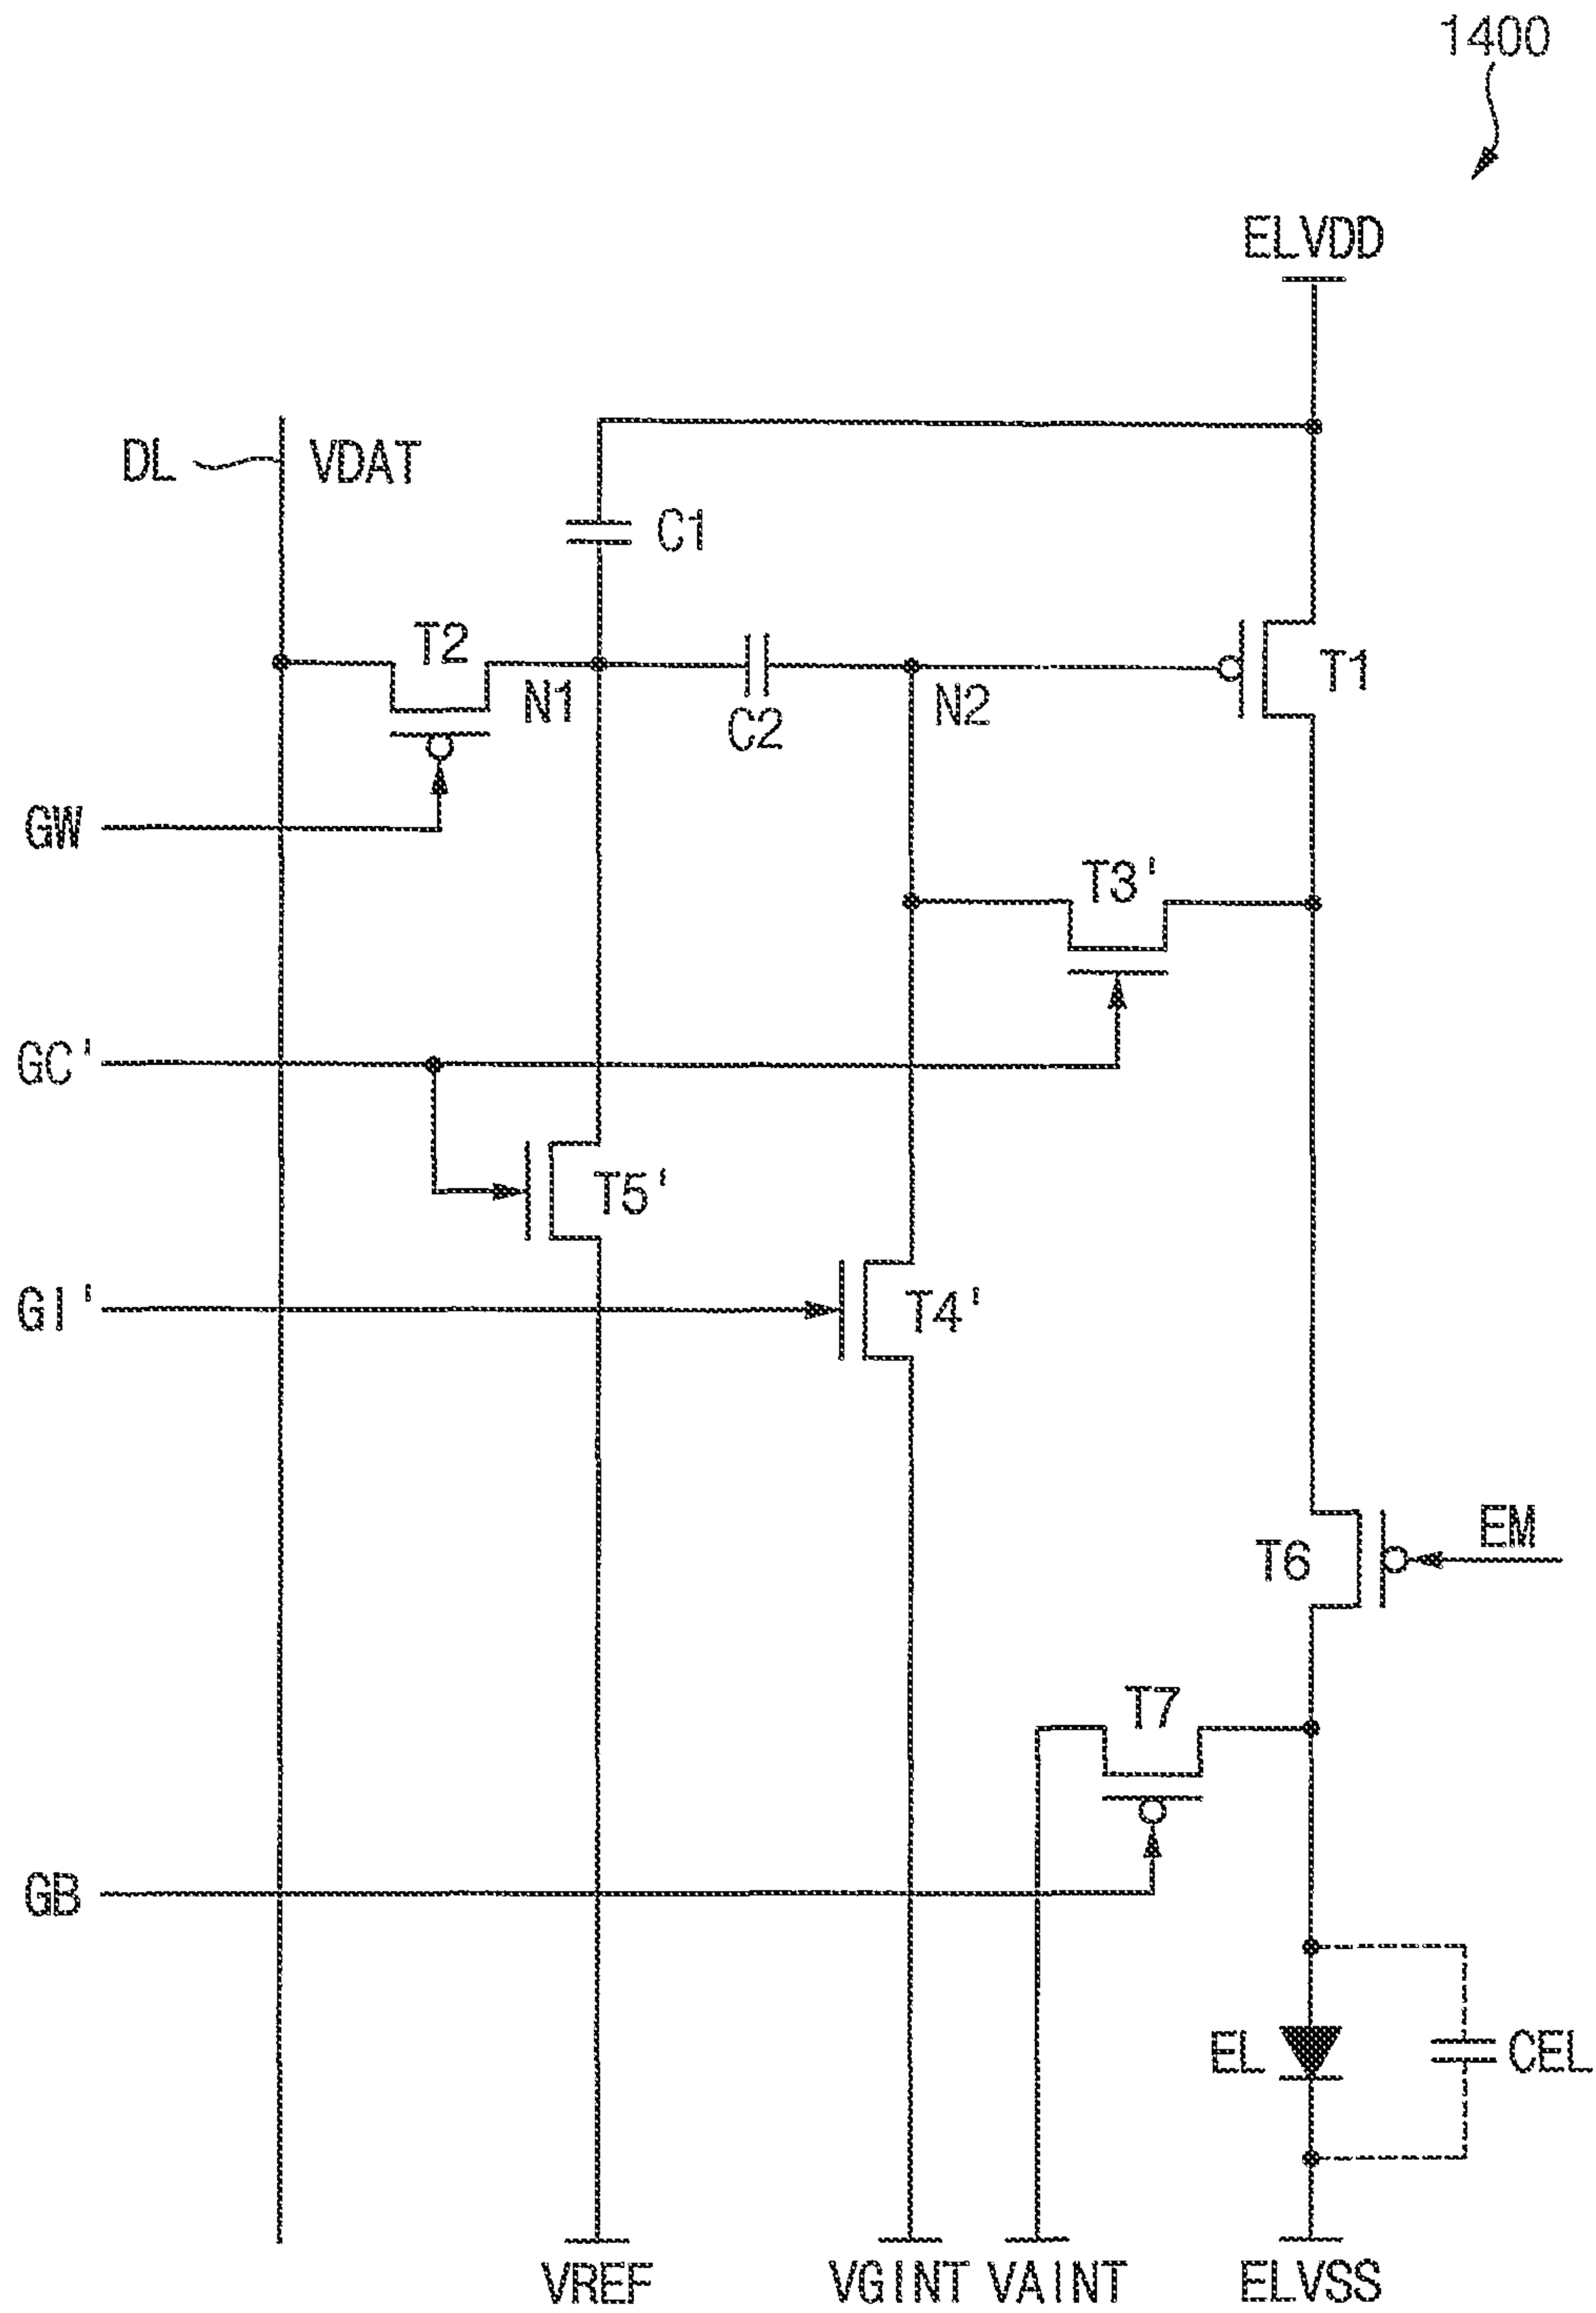 1400
ELVDD
DL
VDAT
C1
T2
N1
C2
N2
T1
GW
T3'
GC'
T5'
GI'
T4'
EM
T6
T7
GB
EL
CEL
VREF
VGINT
VAINT
ELVSS